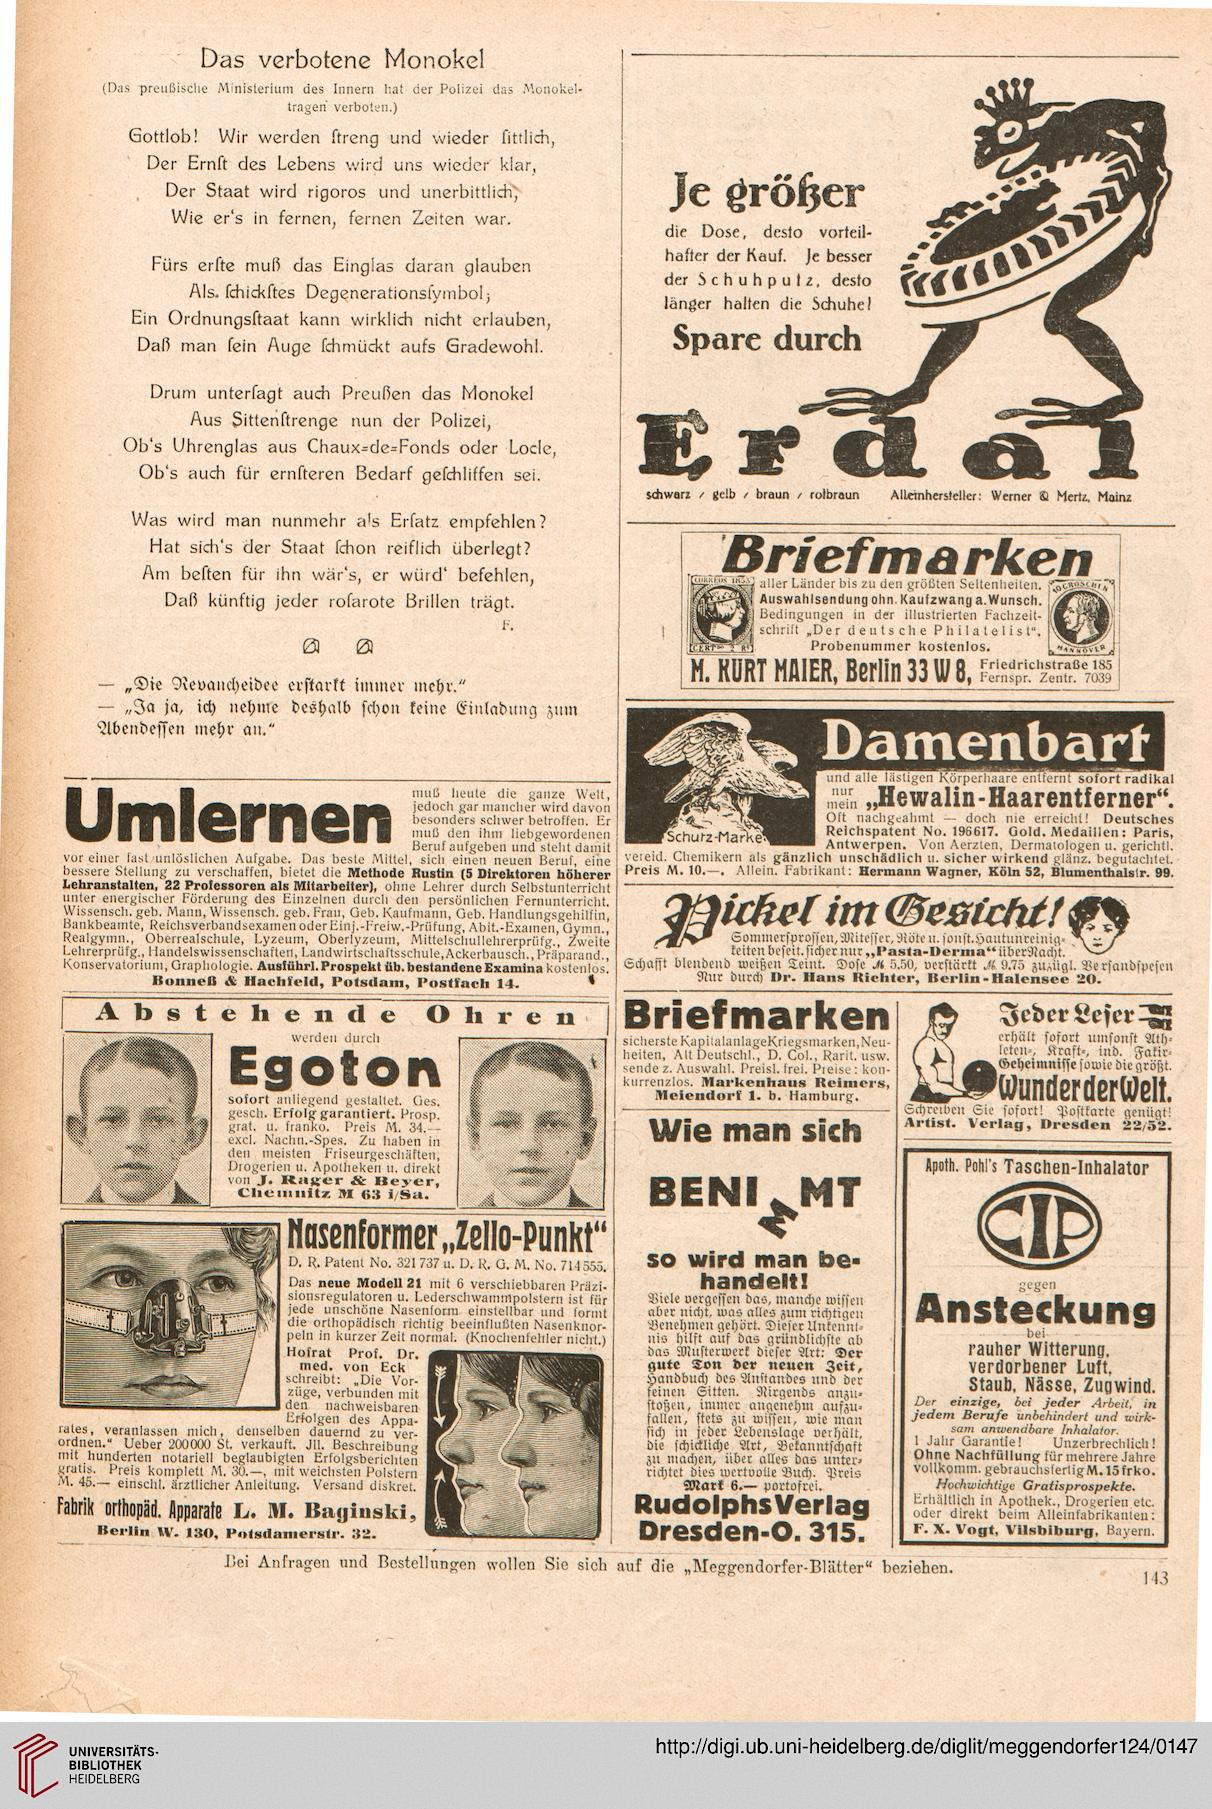 Das verbotene Monokel
(Das preußische Ministerium des Innern hat der Polizei das Monokel-
tragen verboten.)
Gottlob! Wir werden ſtreng und wieder ſittlich,
Der Ernſt des Lebens wird uns wieder klar,
Der Staat wird rigoros und unerbittlich,
Wie er's in fernen, fernen Zeiten war.
Fürs erſte muß das Einglas daran glauben
Als ſchickſtes Degenerationsſymbol;
Ein Ordnungsſtaat kann wirklich nicht erlauben,
Daß man ſein Auge ſchmückt aufs Gradewohl.
Drum unterſagt auch Preußen das Monokel
Aus Sittenſtrenge nun der Polizei,
Ob's Uhrenglas aus Chaux-de-Fonds oder Locle,
Ob's auch für ernſteren Bedarf geſchliffen sei.
Was wird man nunmehr als Erſatz empfehlen?
Hat sich's der Staat ſchon reiflich überlegt?
Am beſten für ihn wär's, er würd' befehlen,
Daß künftig jeder roſarote Brillen trägt.
F.
— „Die Revancheidee erſtarkt immer mehr.“
— „Ja ja, ich nehme deshalb ſchon keine Einladung zum
Abendeſſen mehr an.“
Umlernen
muß heute die ganze Welt,
jedoch gar mancher wird davon
besonders schwer betroffen. Er
muß den ihm liebgewordenen
Beruf aufgeben und steht damit
vor einer fast unlöslichen Aufgabe. Das beste Mittel, sich einen neuen Beruf, eine
bessere Stellung zu verschaffen, bietet die Methode Rustin (5 Direktoren höherer
Lehranstalten, 22 Professoren als Mitarbeiter), ohne Lehrer durch Selbstunterricht
unter energischer Förderung des Einzelnen durch den persönlichen Fernunterricht.
Wissensch. geb. Mann, Wissensch. geb. Frau, Geb. Kaufmann, Geb. Handlungsgehilfin,
Bankbeamte, Reichsverbandsexamen oder Einj.-Freiw.-Prüfung, Abit.-Examen, Gymn.,
Realgymn., Oberrealschule, Lyzeum, Oberlyzeum, Mittelschullehrerprüfg., Zweite
Lehrerprüfg., Handelswissenschaften, Landwirtschaftsschule, Ackerbausch., Präparand.,
Konservatorium, Graphologie. Ausführl. Prospekt üb. bestandene Examina kostenlos.
Bonneß & Hachfeld, Potsdam, Postfach 14.
Abstehende Ohren
werden durch
Egoton
sofort anliegend gestaltet. Ges.
gesch. Erfolg garantiert. Prosp.
grat. u. franko. Preis M. 34.—
excl. Nachn.-Spes. Zu haben in
den meisten Friseurgeschäften,
Drogerien u. Apotheken u. direkt
von J. Rager & Beyer,
Chemnitz M 63 i/Sa.
Nasenformer „Zello-Punkt“
D. R. Patent No. 321737 u. D. R. G. M. No. 714555.
Das neue Modell 21 mit 6 verschiebbaren Präzi-
sionsregulatoren u. Lederschwammpolstern ist für
jede unschöne Nasenform einstellbar und formt
die orthopädisch richtig beeinflußten Nasenknor-
peln in kurzer Zeit normal. (Knochenfehler nicht.)
Hofrat Prof. Dr.
med. von Eck
schreibt: „Die Vor-
züge, verbunden mit
den nachweisbaren
Erfolgen des Appa-
rates, veranlassen mich, denselben dauernd zu ver-
ordnen.“ Ueber 200000 St. verkauft. Jll. Beschreibung
mit hunderten notariell beglaubigten Erfolgsberichten
gratis. Preis komplett M. 30.—, mit weichsten Polstern
M. 45.— einschl. ärztlicher Anleitung. Versand diskret.
Fabrik orthopäd. Apparate L. M. Baginski,
Berlin W. 130, Potsdamerstr. 32.
Je größer
die Dose, desto vorteil-
hafter der Kauf. Je besser
der Schuhputz, desto
länger halten die Schuhe!
Spare durch
Erdal
schwarz / gelb / braun / rotbraun Alleinhersteller: Werner & Mertz, Mainz
Briefmarken
CORREOS 1853
CERTdo 2 Rs
10 GROSCHEN
HANNOVER
aller Länder bis zu den größten Seltenheiten.
Auswahlsendung ohn. Kaufzwang a. Wunsch.
Bedingungen in der illustrierten Fachzeit-
schrift „Der deutsche Philatelist“.
Probenummer kostenlos.
M. KURT MAIER, Berlin 33 W 8, Friedrichstraße 185
Fernspr. Zentr. 7039
Damenbart
Schutz-Marke
und alle lästigen Körperhaare entfernt sofort radikal
nur mein „Hewalin-Haarentferner“.
Oft nachgeahmt — doch nie erreicht! Deutsches
Reichspatent No. 196617. Gold. Medaillen: Paris,
Antwerpen. Von Aerzten, Dermatologen u. gerichtl.
vereid. Chemikern als gänzlich unschädlich u. sicher wirkend glänz. begutachtet.
Preis M. 10.—. Allein. Fabrikant: Hermann Wagner, Köln 52, Blumenthalstr. 99.
Pickel im Gesicht!
Sommerſproſſen, Miteſſer, Röte u. ſonſt. Hautunreinig-
keiten beſeit. ſicher nur „Pasta-Derma“ über Nacht.
Schafft blendend weißen Teint. Doſe ℳ 5.50, verſtärkt ℳ 9.75 zuzügl. Verſandſpeſen
Nur durch Dr. Hans Richter, Berlin-Halensee 20.
Briefmarken
sicherste Kapitalanlage Kriegsmarken, Neu-
heiten, Alt Deutschl., D. Col., Rarit. usw.
sende z. Auswahl. Preisl. frei. Preise: kon-
kurrenzlos. Markenhaus Reimers,
Meiendorf 1. b. Hamburg.
Jeder Leſer
erhält ſofort umſonſt Ath-
leten-, Kraft-, ind. Fakir-
Geheimniſſe ſowie die größt.
Wunder der Welt.
Schreiben Sie ſofort! Poſtkarte genügt!
Artist. Verlag, Dresden 22/52.
Wie man sich
BENIMMT
so wird man be-
handelt!
Viele vergeſſen das, manche wiſſen
aber nicht, was alles zum richtigen
Benehmen gehört. Dieſer Unkennt-
nis hilft auf das gründlichſte ab
das Muſterwerk dieſer Art: Der
gute Ton der neuen Zeit,
Handbuch des Anſtandes und der
feinen Sitten. Nirgends anzu-
ſtoßen, immer angenehm aufzu-
fallen, ſtets zu wiſſen, wie man
ſich in jeder Lebenslage verhält,
die ſchickliche Art, Bekanntſchaft
zu machen, über alles das unter-
richtet dies wertvolle Buch. Preis
Mark 6.— portofrei.
Rudolphs Verlag
Dresden-O. 315.
Apoth. Pohl's Taschen-Inhalator
CIP
gegen
Ansteckung
bei
rauher Witterung,
verdorbener Luft,
Staub, Nässe, Zugwind.
Der einzige, bei jeder Arbeit, in
jedem Berufe unbehindert und wirk-
sam anwendbare Inhalator.
1 Jahr Garantie! Unzerbrechlich!
Ohne Nachfüllung für mehrere Jahre
vollkomm. gebrauchsfertig M. 15 frko.
Hochwichtige Gratisprospekte.
Erhältlich in Apothek., Drogerien etc.
oder direkt beim Alleinfabrikanten:
F. X. Vogt, Vilsbiburg, Bayern.
Bei Anfragen und Bestellungen wollen Sie sich auf die „Meggendorfer-Blätter“ beziehen.
143
UNIVERSITÄTS-
BIBLIOTHEK
HEIDELBERG
http://digi.ub.uni-heidelberg.de/diglit/meggendorfer124/0147